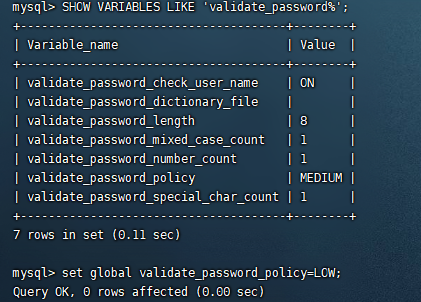 mysql> SHOW VARIABLES LIKE 'validate_password%';
+--------------------------------------+--------+
| Variable_name                        | Value  |
+--------------------------------------+--------+
| validate_password_check_user_name    | ON     |
| validate_password_dictionary_file    |        |
| validate_password_length             | 8      |
| validate_password_mixed_case_count   | 1      |
| validate_password_number_count       | 1      |
| validate_password_policy             | MEDIUM |
| validate_password_special_char_count | 1      |
+--------------------------------------+--------+
7 rows in set (0.11 sec)
mysql> set global validate_password_policy=LOW;
Query OK, 0 rows affected (0.00 sec)